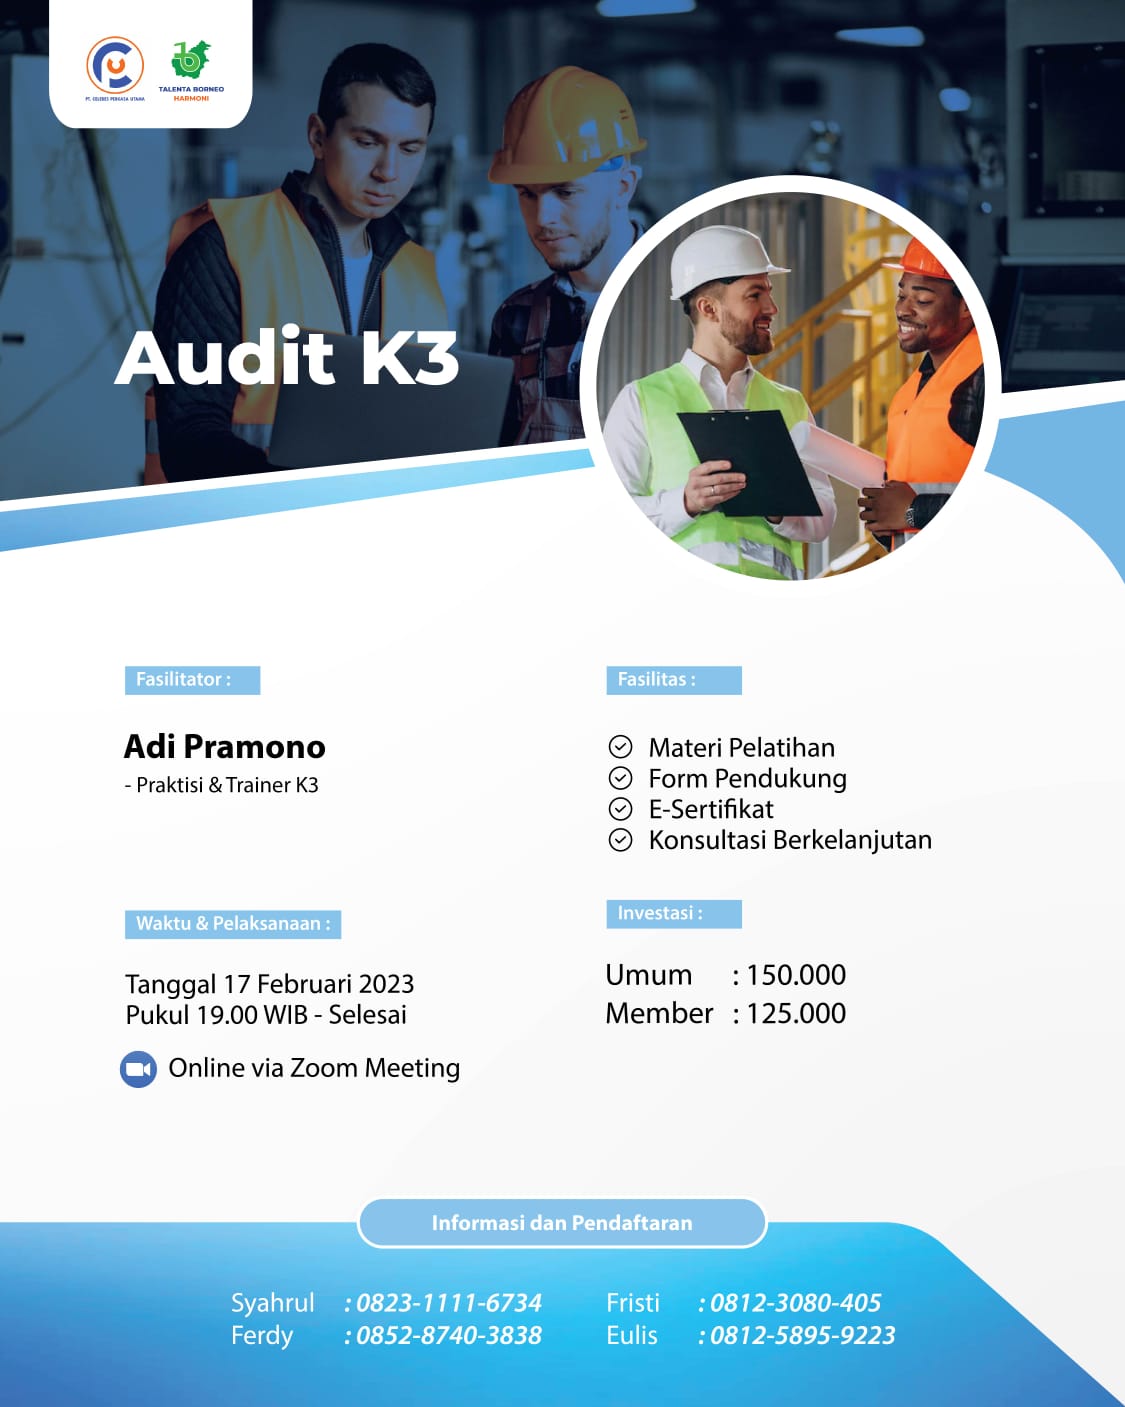 PT. CELEBES PERKASA UTAMA
TALENTA BORNEO
HARMONI
Audit K3
Fasilitator :
Adi Pramono
- Praktisi & Trainer K3
Waktu & Pelaksanaan :
Tanggal 17 Februari 2023
Pukul 19.00 WIB - Selesai
Online via Zoom Meeting
Fasilitas :
Materi Pelatihan
Form Pendukung
E-Sertifikat
Konsultasi Berkelanjutan
Investasi :
Umum : 150.000
Member : 125.000
Informasi dan Pendaftaran
Syahrul : 0823-1111-6734
Ferdy : 0852-8740-3838
Fristi : 0812-3080-405
Eulis : 0812-5895-9223